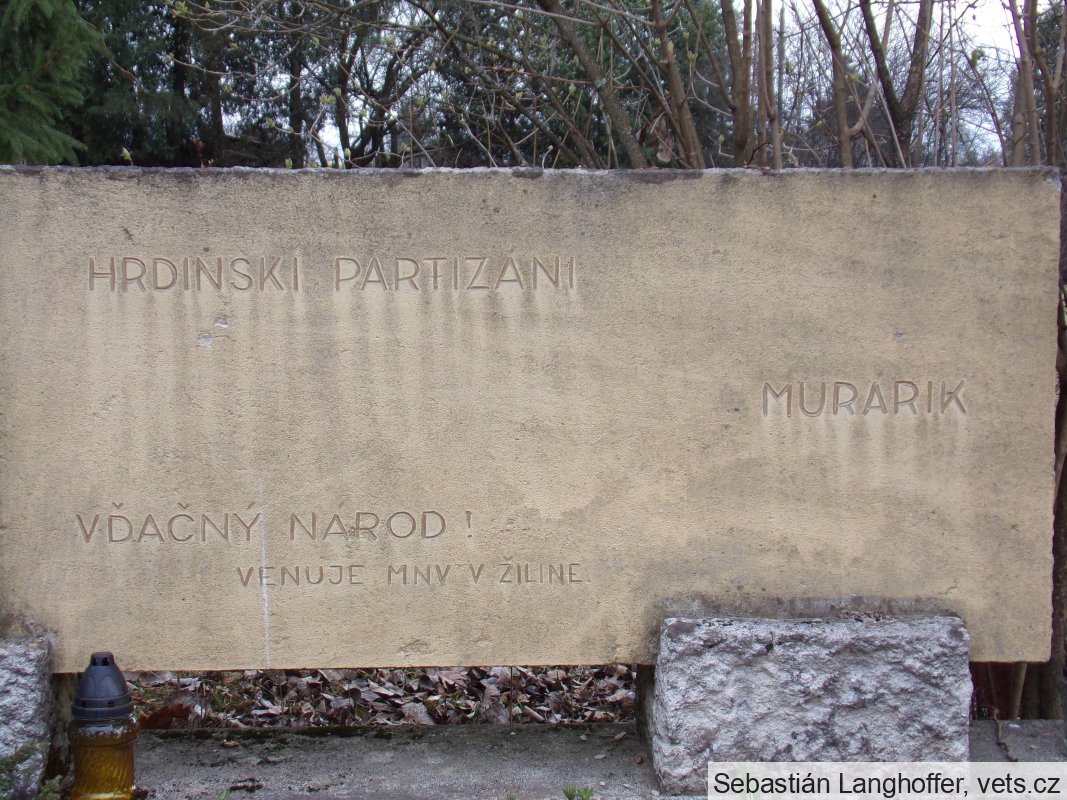 HRDINSKÍ PARTIZÁNI
MURARIK
VĎAČNÝ NÁROD !
VENUJE MNV V ŽILINE.
Sebastián Langhoffer, vets.cz